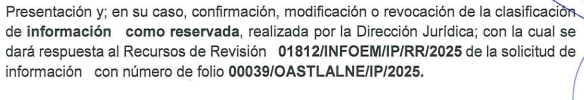 Presentación y; en su caso, confirmación, modificación o revocación de la clasificación
de información como reservada, realizada por la Dirección Jurídica; con la cual se
dará respuesta al Recursos de Revisión 01812/INFOEM/IP/RR/2025 de la solicitud de
información con número de folio 00039/OASTLALNE/IP/2025.